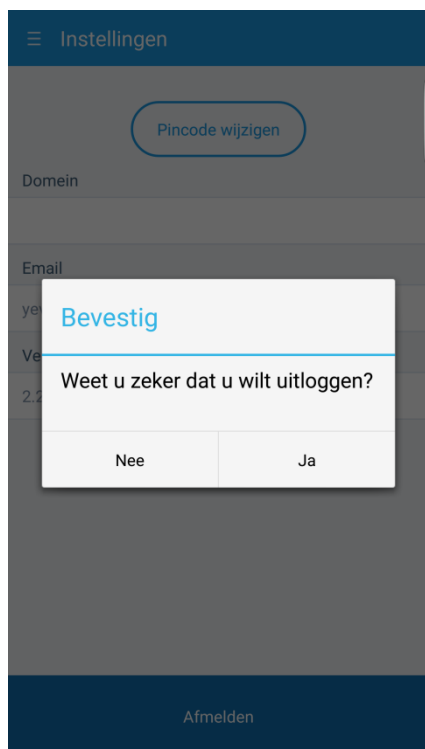 Instellingen
Pincode wijzigen
Domein
Email
Bevestig
Weet u zeker dat u wilt uitloggen?
Nee
Ja
Afmelden